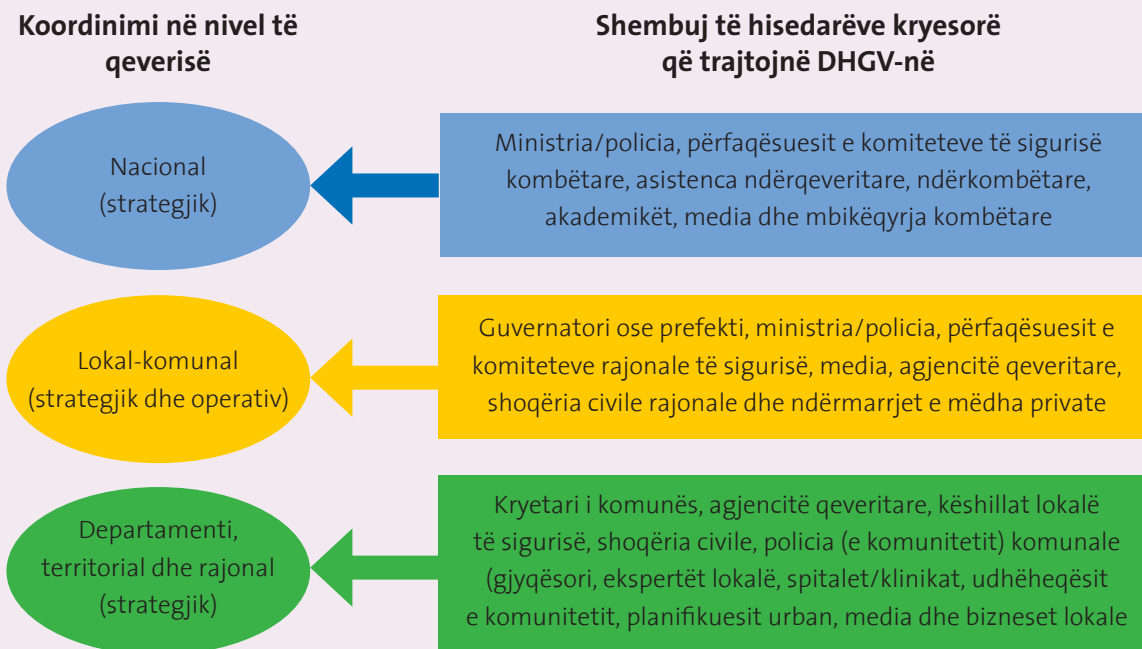 Koordinimi në nivel të
qeverisë
Shembuj të hisedarëve kryesorë
që trajtojnë DHGV-në
Nacional
(strategjik)
Ministria/policia, përfaqësuesit e komiteteve të sigurisë
kombëtare, asistenca ndërqeveritare, ndërkombëtare,
akademikët, media dhe mbikëqyrja kombëtare
Lokal-komunal
(strategjik dhe operativ)
Guvernatori ose prefekti, ministria/policia, përfaqësuesit e
komiteteve rajonale të sigurisë, media, agjencitë qeveritare,
shoqëria civile rajonale dhe ndërmarrjet e mëdha private
Departamenti,
territorial dhe rajonal
(strategjik)
Kryetari i komunës, agjencitë qeveritare, këshillat lokalë
të sigurisë, shoqëria civile, policia (e komunitetit) komunale
(gjyqësori, ekspertët lokalë, spitalet/klinikat, udhëheqësit
e komunitetit, planifikuesit urban, media dhe bizneset lokale